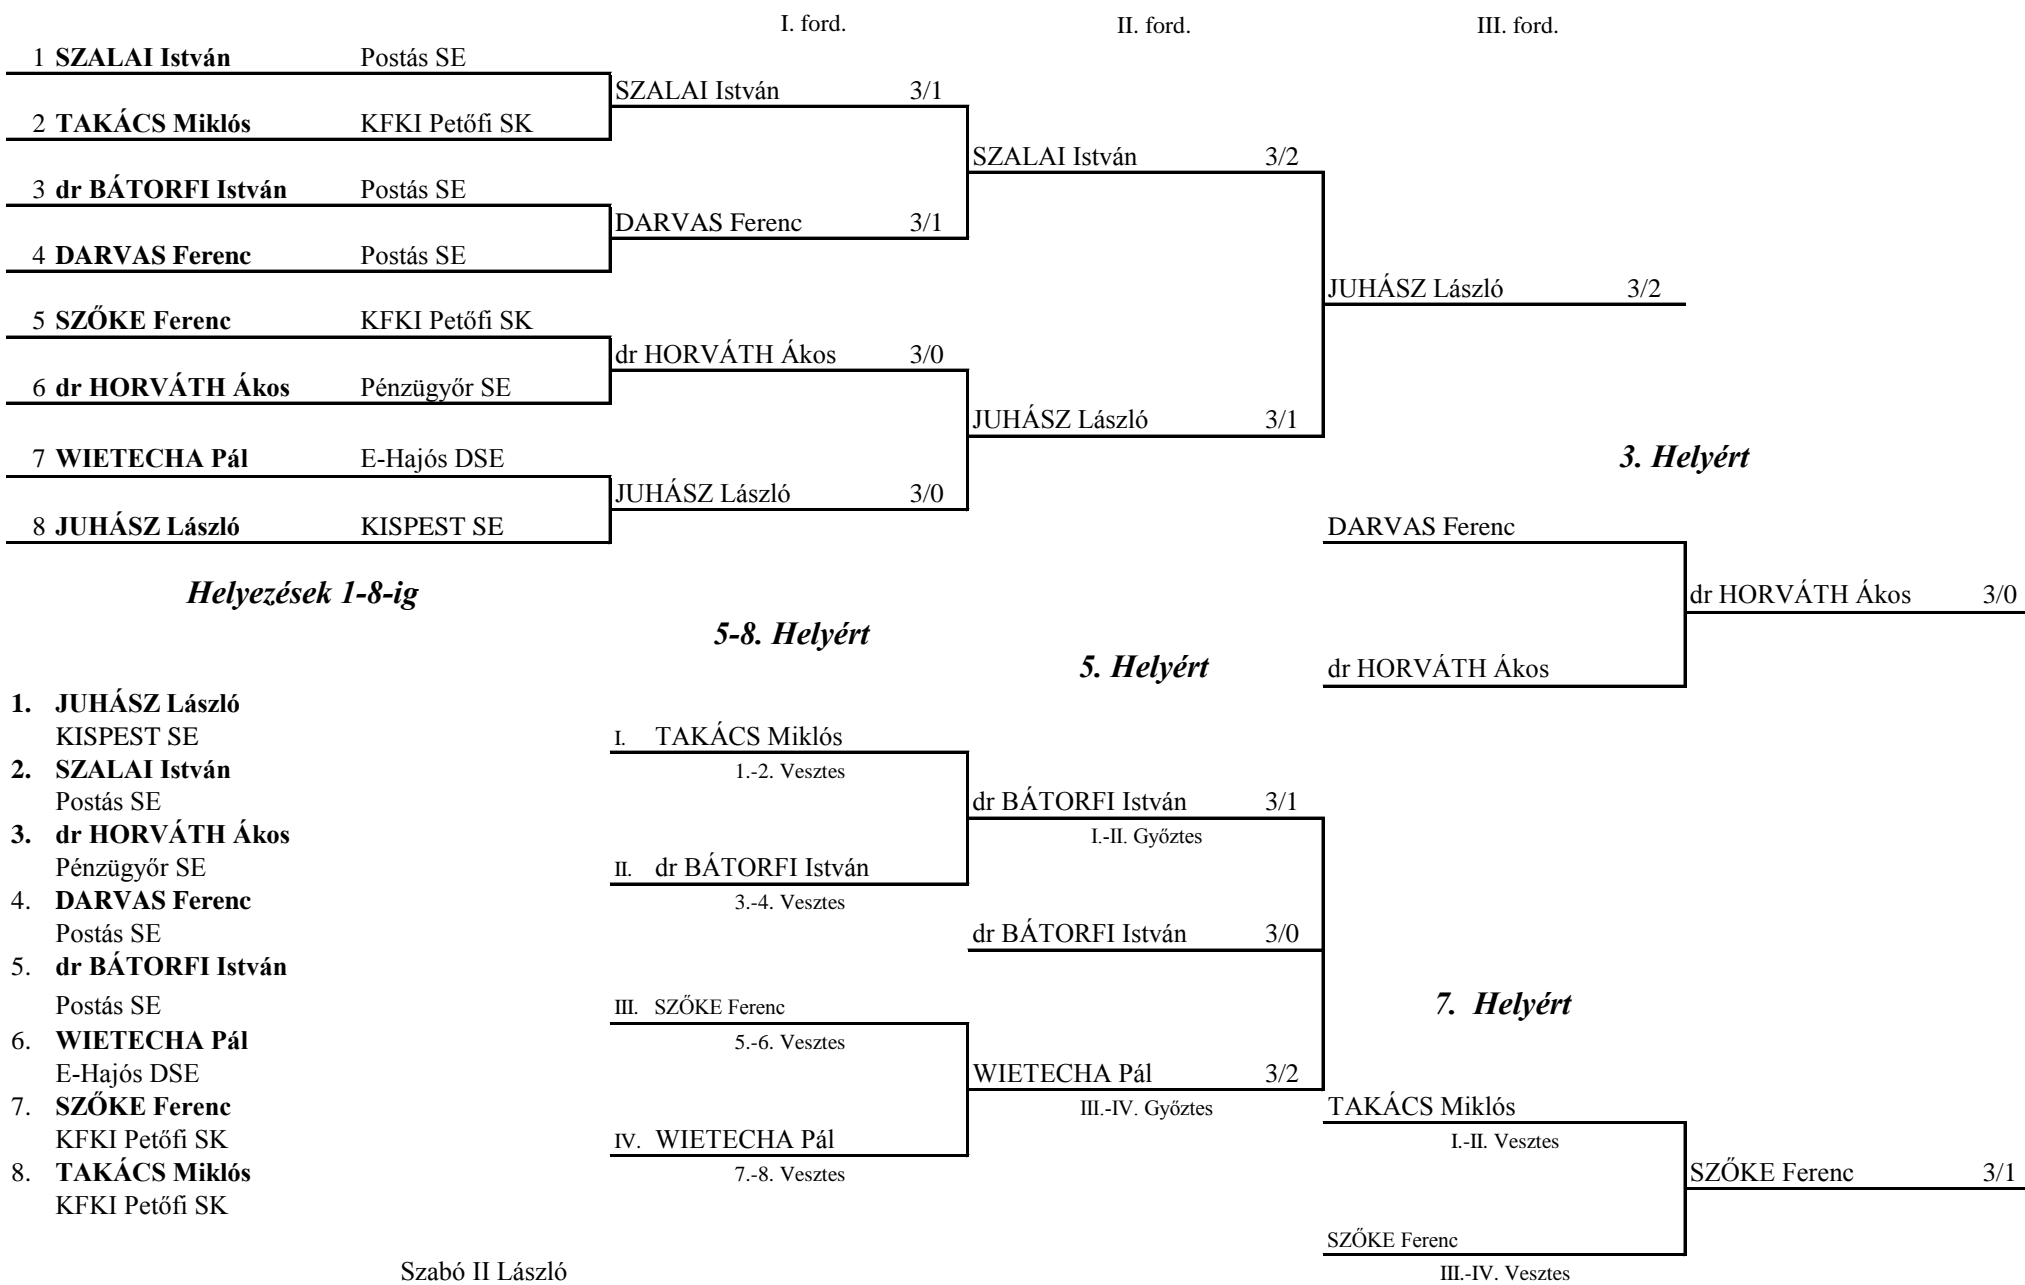 I. ford. II. ford. III. ford.
1 SZALAI István Postás SE
SZALAI István 3/1
2 TAKÁCS Miklós KFKI Petőfi SK
SZALAI István 3/2
3 dr BÁTORFI István Postás SE
DARVAS Ferenc 3/1
4 DARVAS Ferenc Postás SE
JUHÁSZ László 3/2
5 SZŐKE Ferenc KFKI Petőfi SK
dr HORVÁTH Ákos 3/0
6 dr HORVÁTH Ákos Pénzügyőr SE
JUHÁSZ László 3/1
7 WIETECHA Pál E-Hajós DSE 3. Helyért
JUHÁSZ László 3/0
8 JUHÁSZ László KISPEST SE DARVAS Ferenc
Helyezések 1-8-ig dr HORVÁTH Ákos 3/0
5-8. Helyért
5. Helyért dr HORVÁTH Ákos
1. JUHÁSZ László
KISPEST SE I. TAKÁCS Miklós
2. SZALAI István 1.-2. Vesztes
Postás SE dr BÁTORFI István 3/1
3. dr HORVÁTH Ákos I.-II. Győztes
Pénzügyőr SE II. dr BÁTORFI István
4. DARVAS Ferenc 3.-4. Vesztes
Postás SE dr BÁTORFI István 3/0
5. dr BÁTORFI István
Postás SE III. SZŐKE Ferenc 7. Helyért
6. WIETECHA Pál 5.-6. Vesztes
E-Hajós DSE WIETECHA Pál 3/2
7. SZŐKE Ferenc III.-IV. Győztes TAKÁCS Miklós
KFKI Petőfi SK IV. WIETECHA Pál I.-II. Vesztes
8. TAKÁCS Miklós 7.-8. Vesztes SZŐKE Ferenc 3/1
KFKI Petőfi SK
SZŐKE Ferenc
Szabó II László III.-IV. Vesztes